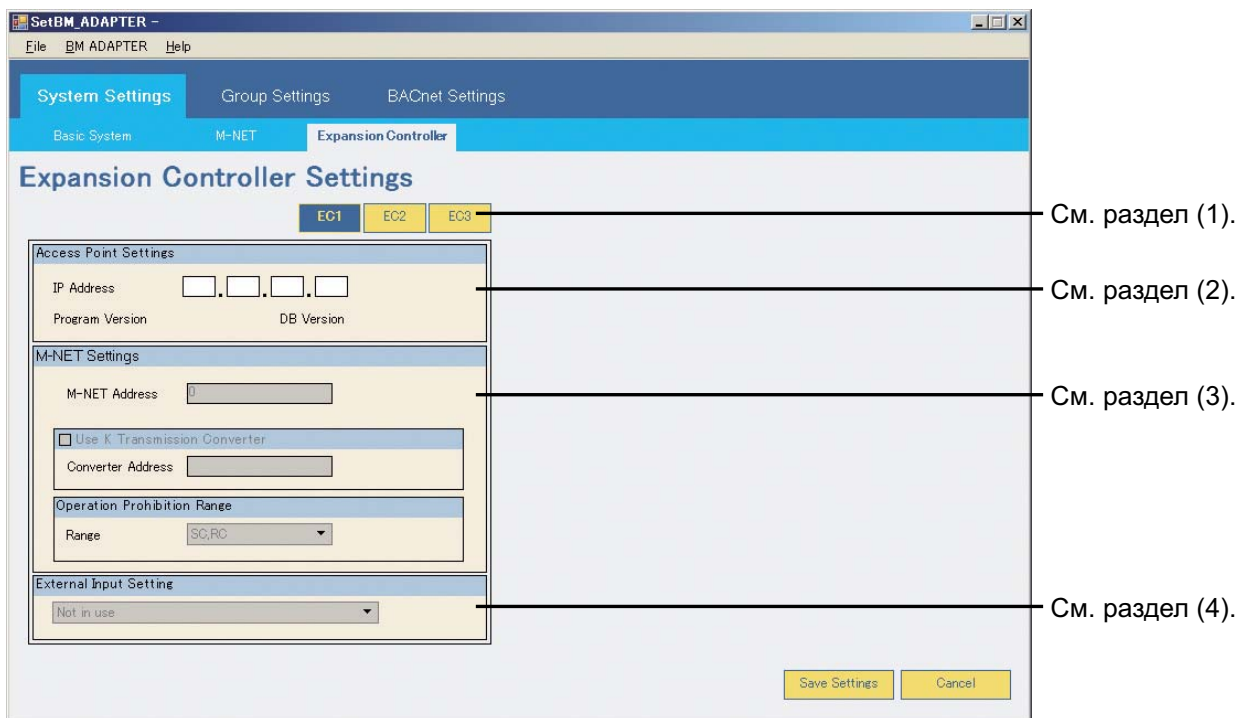 SetBM_ADAPTER -
File BM ADAPTER Help
System Settings Group Settings BACnet Settings
Basic System M-NET Expansion Controller
Expansion Controller Settings
EC1 EC2 EC3
См. раздел (1).
Access Point Settings
IP Address . . .
См. раздел (2).
Program Version DB Version
M-NET Settings
M-NET Address 0
См. раздел (3).
Use K Transmission Converter
Converter Address
Operation Prohibition Range
Range SC,RC
External Input Setting
Not in use
См. раздел (4).
Save Settings Cancel